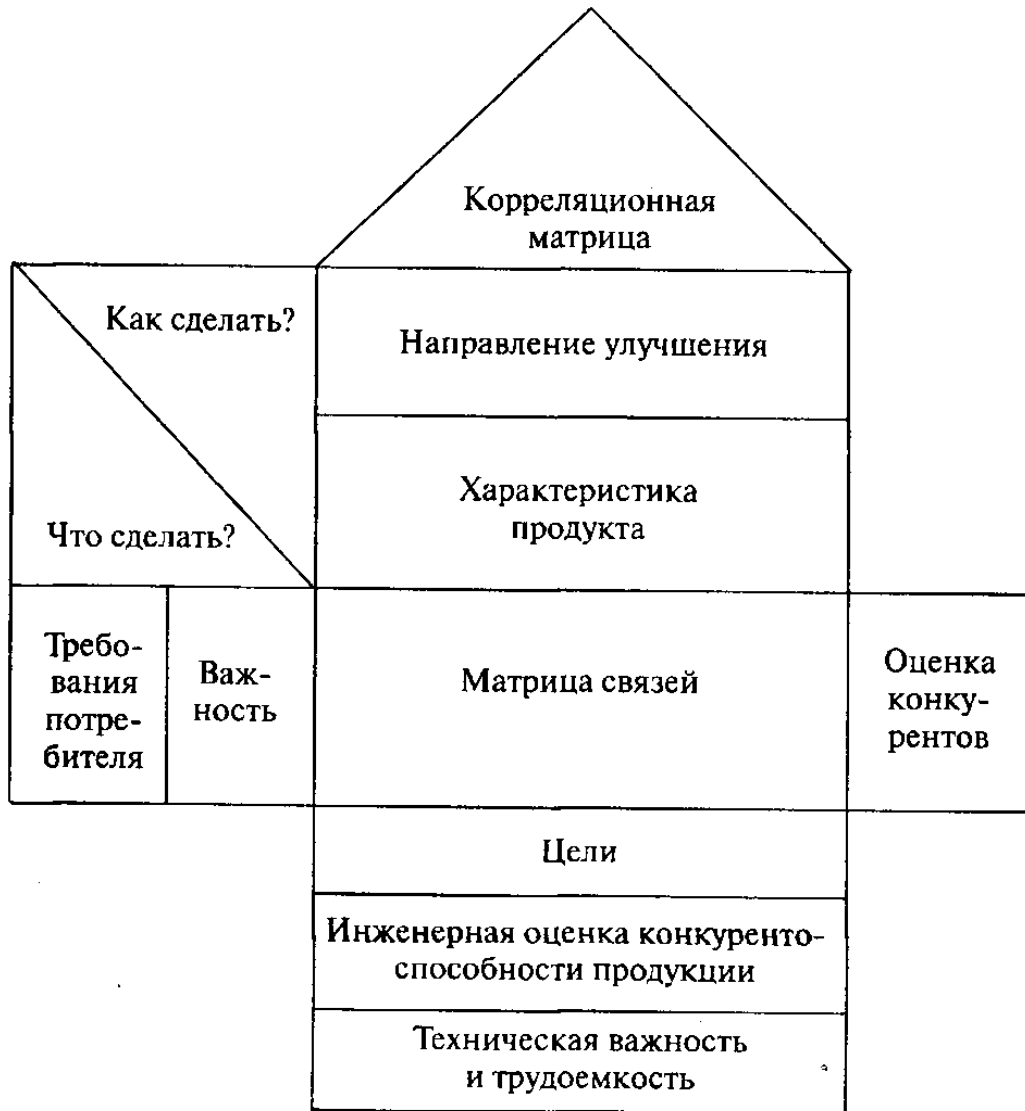 Корреляционная
матрица
Как сделать?
Направление улучшения
Что сделать?
Характеристика
продукта
Требо-
вания
потре-
бителя
Важ-
ность
Матрица связей
Оценка
конку-
рентов
Цели
Инженерная оценка конкуренто-
способности продукции
Техническая важность
и трудоемкость